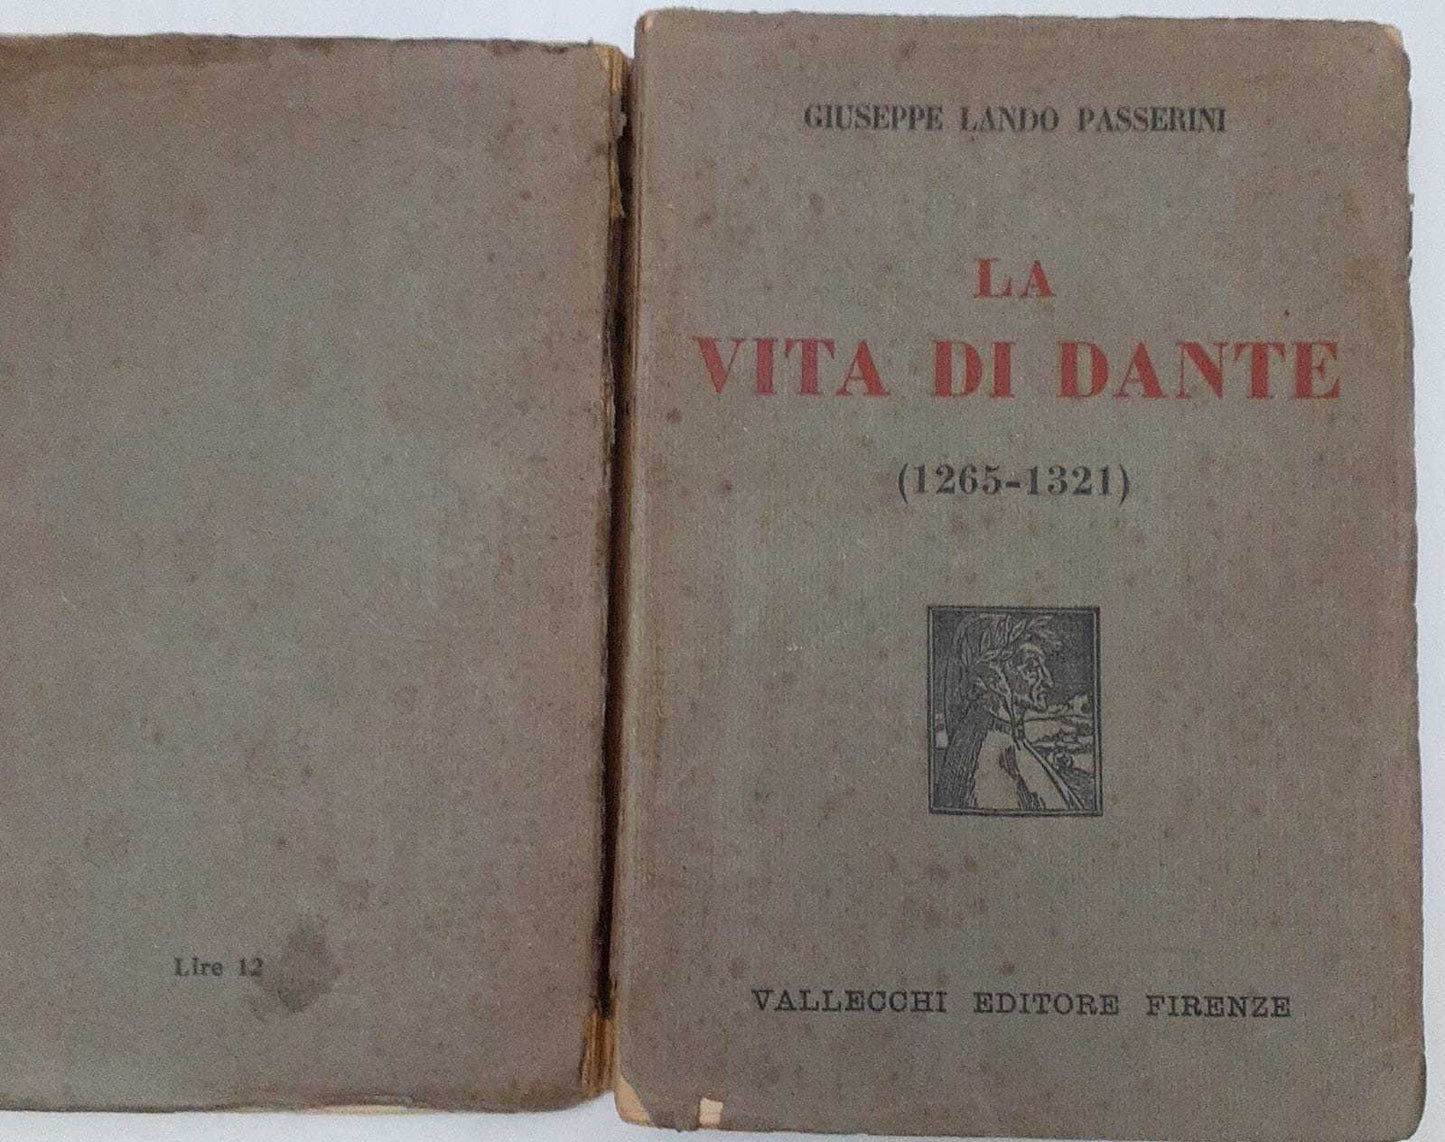 Lire 12
GIUSEPPE LANDO PASSERINI
LA
VITA DI DANTE
(1265-1321)
VALLECCHI EDITORE FIRENZE